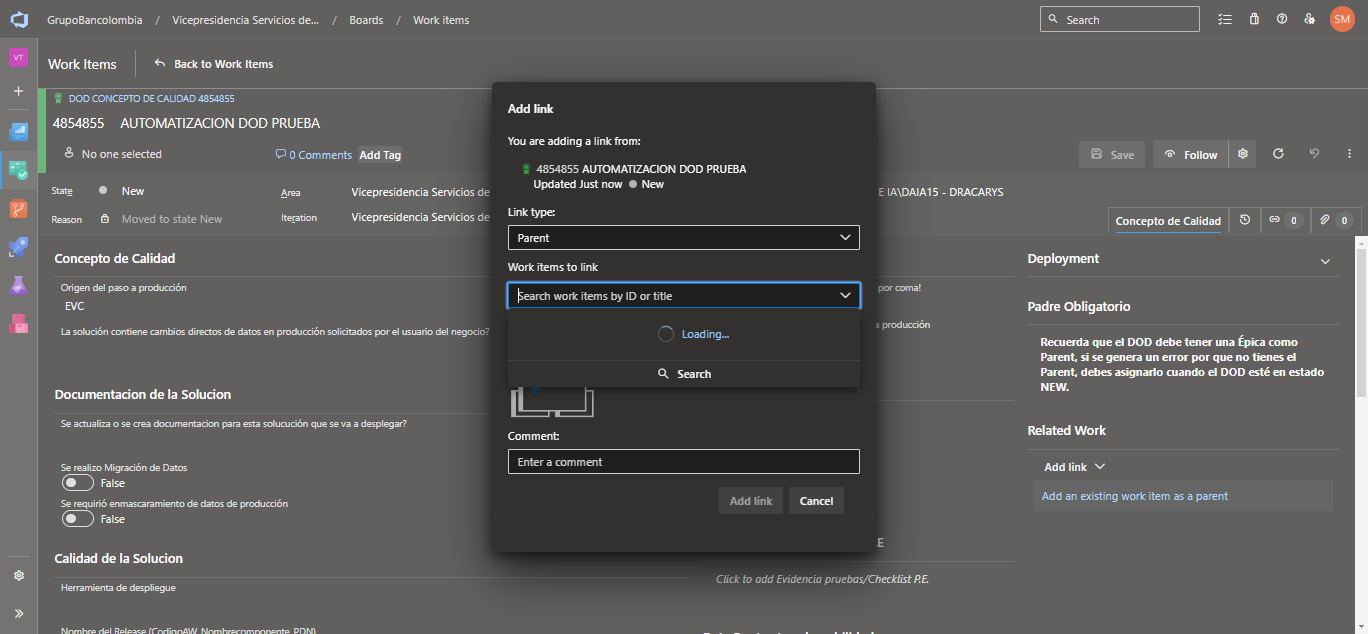 GrupoBancolombia / Vicepresidencia Servicios de... / Boards / Work items
Search
SM
VT
Work Items
Back to Work Items
DOD CONCEPTO DE CALIDAD 4854855
4854855 AUTOMATIZACION DOD PRUEBA
No one selected
0 Comments
Add Tag
Save
Follow
State
New
Area
Vicepresidencia Servicios de
E IA\DAIA15 - DRACARYS
Reason
Moved to state New
Iteration
Vicepresidencia Servicios de
Concepto de Calidad
0
0
Add link
You are adding a link from:
4854855 AUTOMATIZACION DOD PRUEBA
Updated Just now
New
Link type:
Parent
Work items to link
Search work items by ID or title
Loading...
Search
Comment:
Enter a comment
Add link
Cancel
Concepto de Calidad
Origen del paso a producción
EVC
La solución contiene cambios directos de datos en producción solicitados por el usuario del negocio?
por coma!
a producción
Documentacion de la Solucion
Se actualiza o se crea documentacion para esta solucución que se va a desplegar?
Se realizo Migración de Datos
False
Se requirió enmascaramiento de datos de producción
False
Calidad de la Solucion
Herramienta de despliegue
Nombre del Release (CodigoAW_Nombrecomponente_PDN)
E
Click to add Evidencia pruebas/Checklist P.E.
Deployment
Padre Obligatorio
Recuerda que el DOD debe tener una Épica como
Parent, si se genera un error por que no tienes el
Parent, debes asignarlo cuando el DOD esté en estado
NEW.
Related Work
Add link
Add an existing work item as a parent